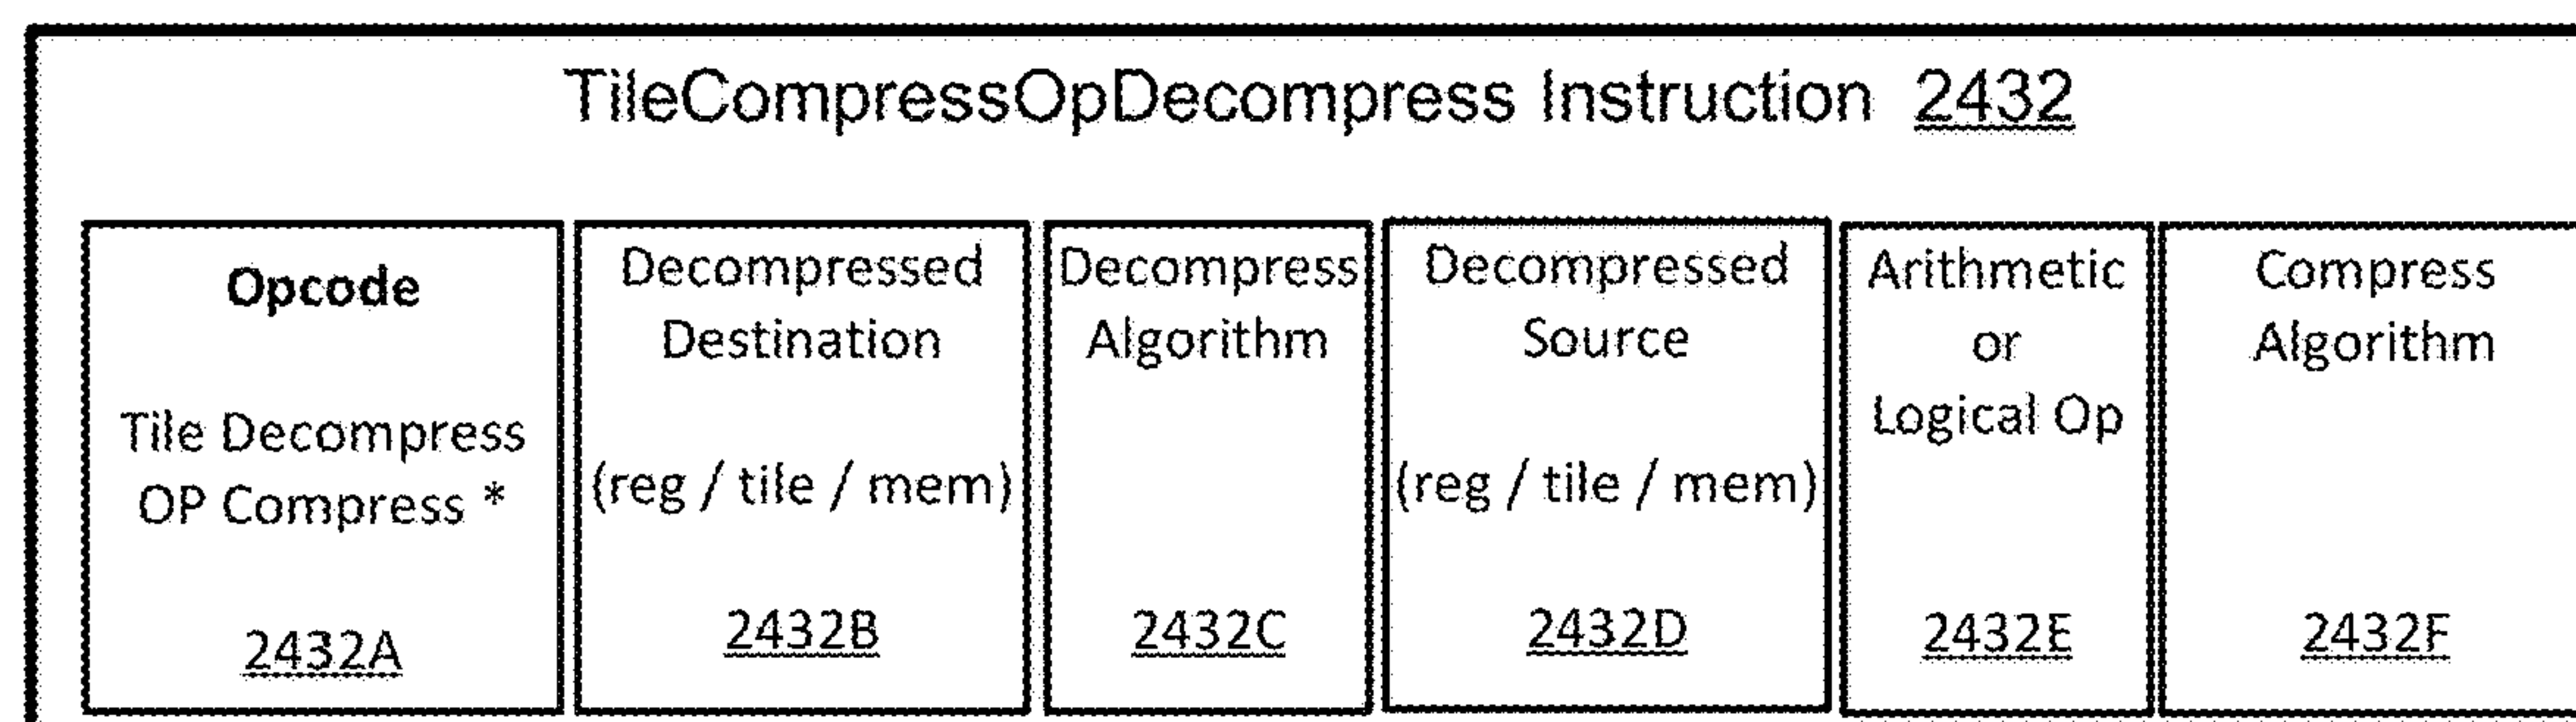 TileCompressOpDecompress Instruction 2432
Opcode
Tile Decompress
OP Compress *
2432A
Decompressed
Destination
(reg / tile / mem)
2432B
Decompress
Algorithm
2432C
Decompressed
Source
(reg / tile / mem)
2432D
Arithmetic
or
Logical Op
2432E
Compress
Algorithm
2432F